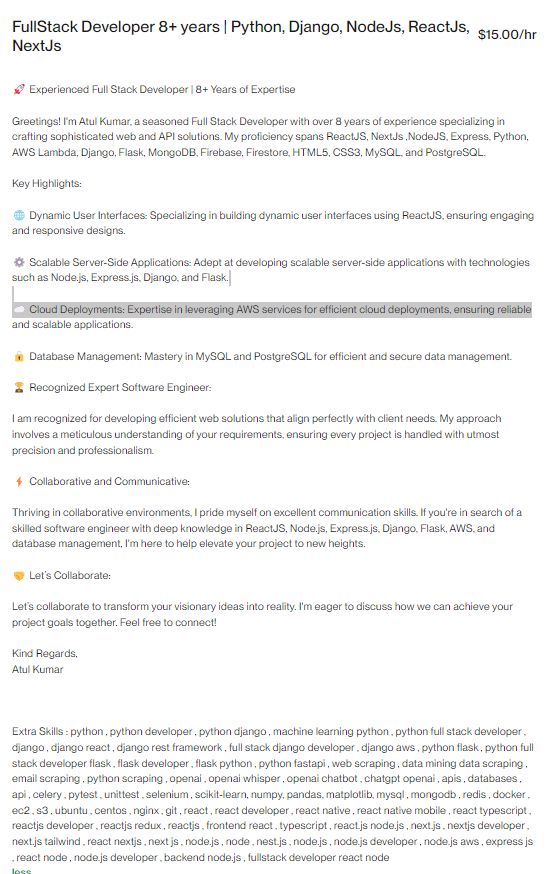 FullStack Developer 8+ years | Python, Django, NodeJs, ReactJs, $15.00/hr
NextJs
🚀 Experienced Full Stack Developer | 8+ Years of Expertise
Greetings! I'm Atul Kumar, a seasoned Full Stack Developer with over 8 years of experience specializing in
crafting sophisticated web and API solutions. My proficiency spans ReactJS, NextJs ,NodeJS, Express, Python,
AWS Lambda, Django, Flask, MongoDB, Firebase, Firestore, HTML5, CSS3, MySQL, and PostgreSQL.
Key Highlights:
🌐 Dynamic User Interfaces: Specializing in building dynamic user interfaces using ReactJS, ensuring engaging
and responsive designs.
⚙️ Scalable Server-Side Applications: Adept at developing scalable server-side applications with technologies
such as Node.js, Express.js, Django, and Flask.
☁️ Cloud Deployments: Expertise in leveraging AWS services for efficient cloud deployments, ensuring reliable
and scalable applications.
🔒 Database Management: Mastery in MySQL and PostgreSQL for efficient and secure data management.
🏆 Recognized Expert Software Engineer:
I am recognized for developing efficient web solutions that align perfectly with client needs. My approach
involves a meticulous understanding of your requirements, ensuring every project is handled with utmost
precision and professionalism.
⚡ Collaborative and Communicative:
Thriving in collaborative environments, I pride myself on excellent communication skills. If you're in search of a
skilled software engineer with deep knowledge in ReactJS, Node.js, Express.js, Django, Flask, AWS, and
database management, I'm here to help elevate your project to new heights.
🤝 Let's Collaborate:
Let's collaborate to transform your visionary ideas into reality. I'm eager to discuss how we can achieve your
project goals together. Feel free to connect!
Kind Regards,
Atul Kumar
Extra Skills : python , python developer , python django , machine learning python , python full stack developer ,
django , django react , django rest framework , full stack django developer , django aws , python flask , python full
stack developer flask , flask developer , flask python , python fastapi , web scraping , data mining data scraping ,
email scraping , python scraping , openai , openai whisper , openai chatbot , chatgpt openai , apis , databases ,
api , celery , pytest , unittest , selenium , scikit-learn, numpy, pandas, matplotlib, mysql , mongodb , redis , docker ,
ec2 , s3 , ubuntu , centos , nginx , git , react , react developer , react native , react native mobile , react typescript ,
reactjs developer , reactjs redux , reactjs , frontend react , typescript , react.js node.js , next.js , nextjs developer ,
next.js tailwind , react nextjs , next js , node.js , node , nest.js , node.js , node.js developer , node.js aws , express js
, react node , node.js developer , backend node.js , fullstack developer react node
less